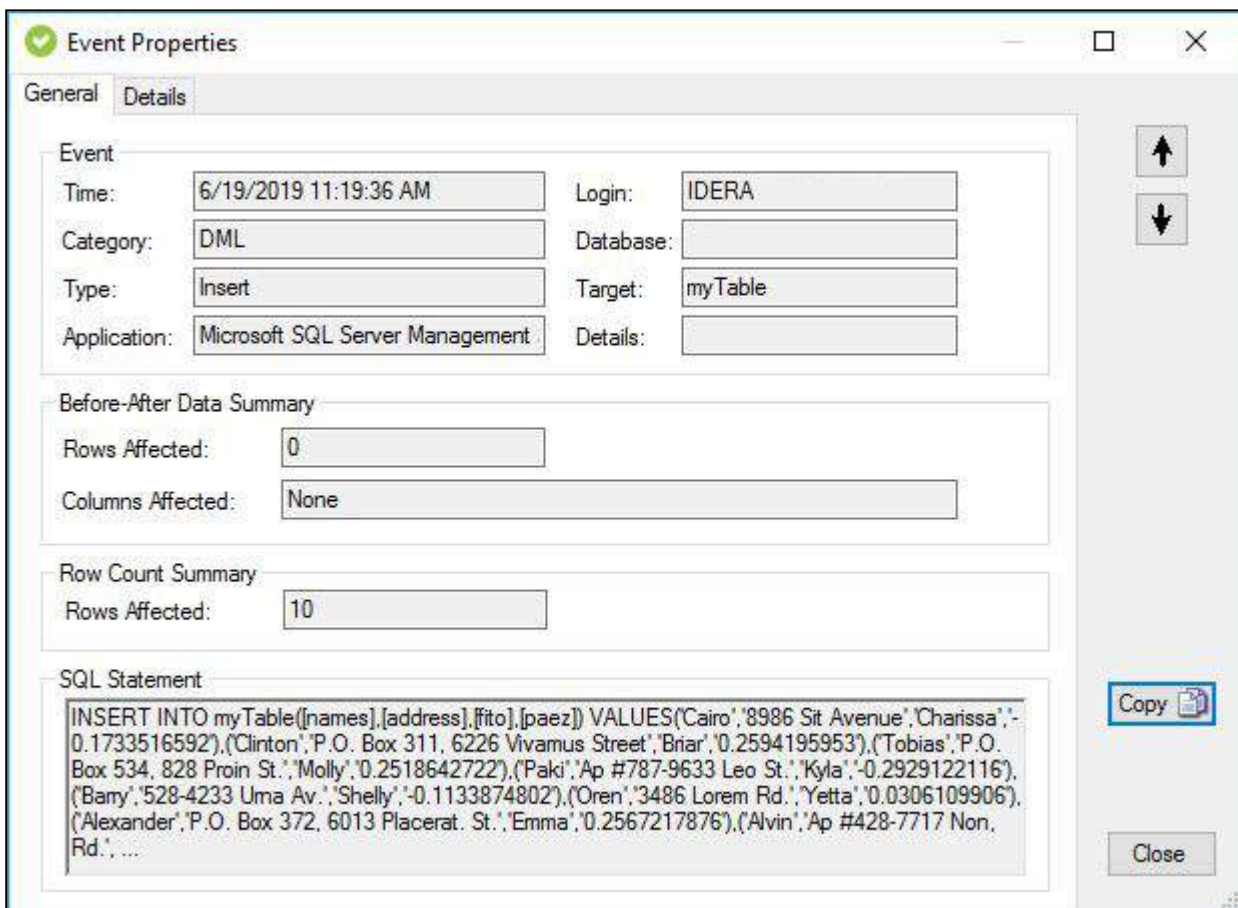 Event Properties
General Details
Event
Time: 6/19/2019 11:19:36 AM Login: IDERA
Category: DML Database:
Type: Insert Target: myTable
Application: Microsoft SQL Server Management Details:
Before-After Data Summary
Rows Affected: 0
Columns Affected: None
Row Count Summary
Rows Affected: 10
SQL Statement
INSERT INTO myTable([names],[address],[fito],[paez]) VALUES('Cairo','8986 Sit Avenue','Charissa','-
0.1733516592'),('Clinton','P.O. Box 311, 6226 Vivamus Street','Briar','0.2594195953'),('Tobias','P.O.
Box 534, 828 Proin St.','Molly','0.2518642722'),('Paki','Ap #787-9633 Leo St.','Kyla','-0.2929122116'),
('Barry','528-4233 Urna Av.','Shelly','-0.1133874802'),('Oren','3486 Lorem Rd.','Yetta','0.0306109906'),
('Alexander','P.O. Box 372, 6013 Placerat. St.','Emma','0.2567217876'),('Alvin','Ap #428-7717 Non,
Rd.', ...
Copy
Close